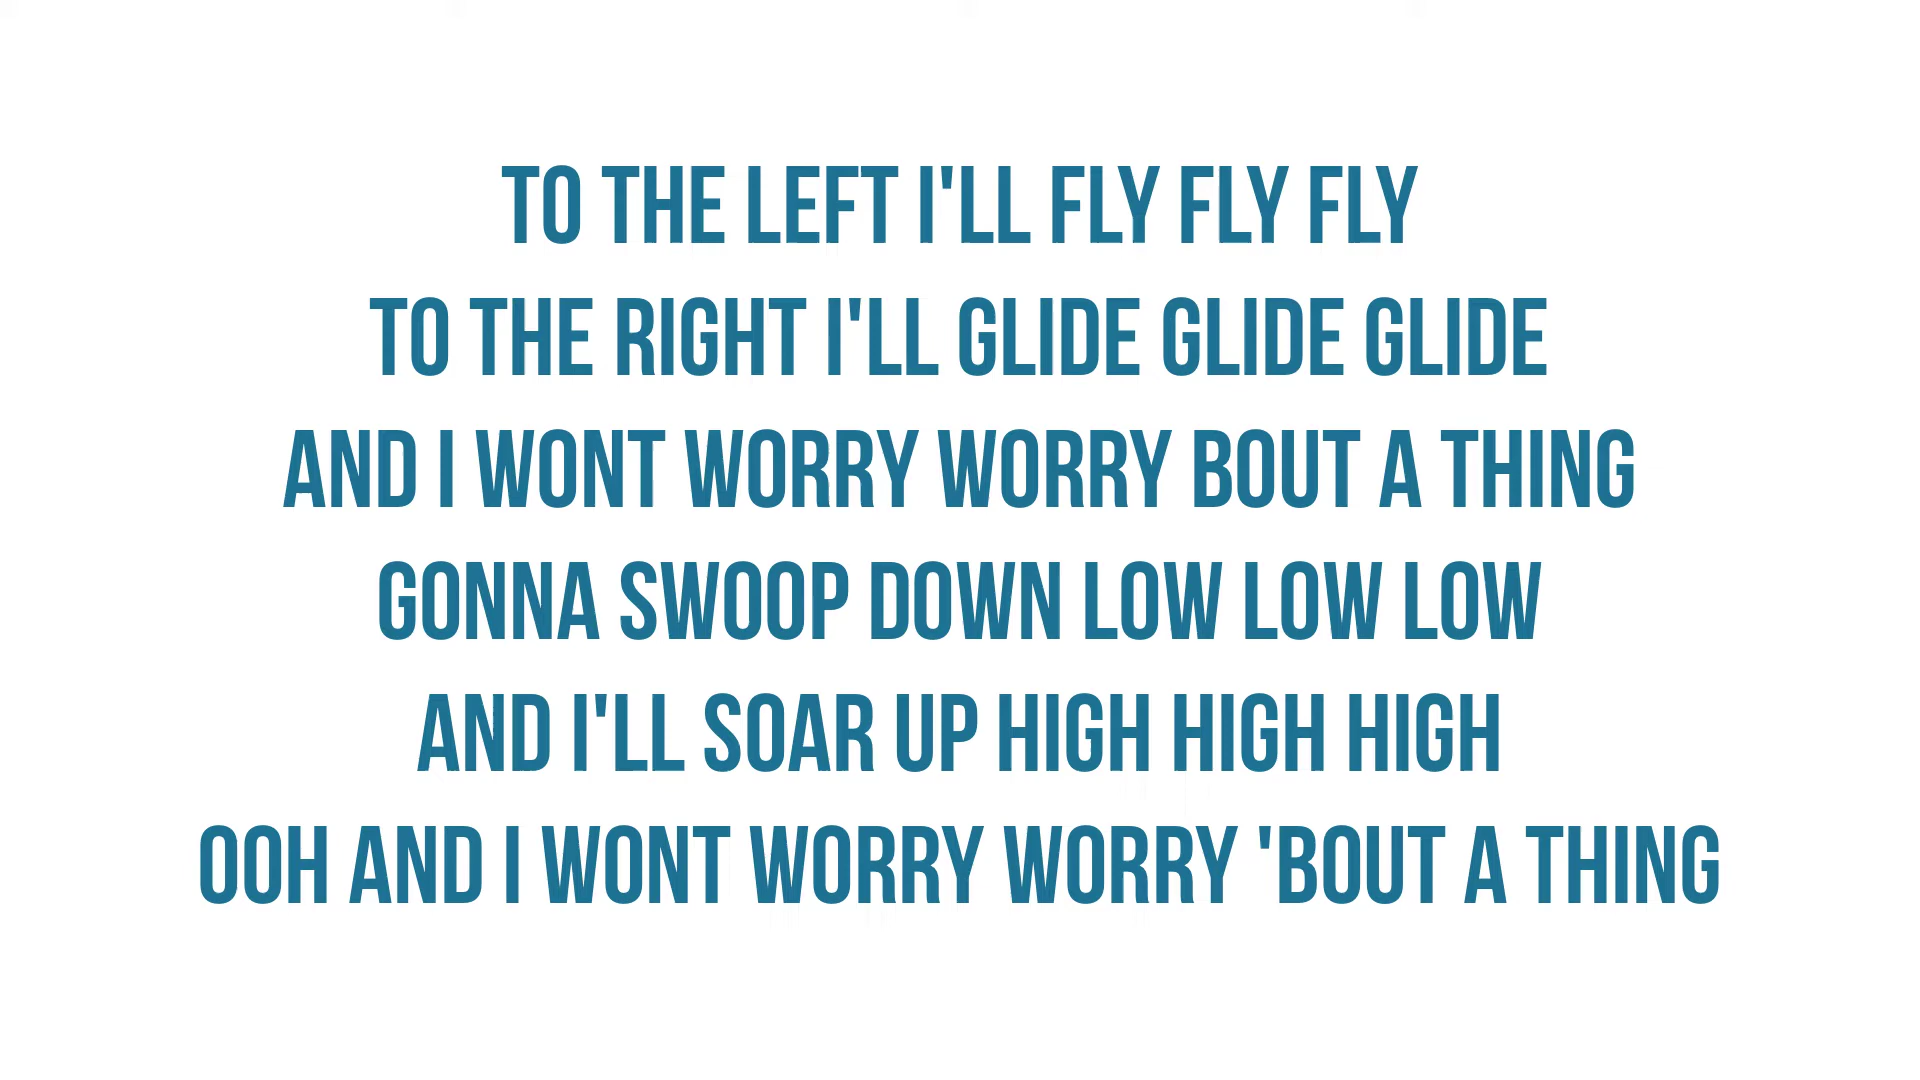 TO THE LEFT I'LL FLY FLY FLY
TO THE RIGHT I'LL GLIDE GLIDE GLIDE
AND I WONT WORRY WORRY BOUT A THING
GONNA SWOOP DOWN LOW LOW LOW
AND I'LL SOAR UP HIGH HIGH HIGH
OOH AND I WONT WORRY WORRY 'BOUT A THING